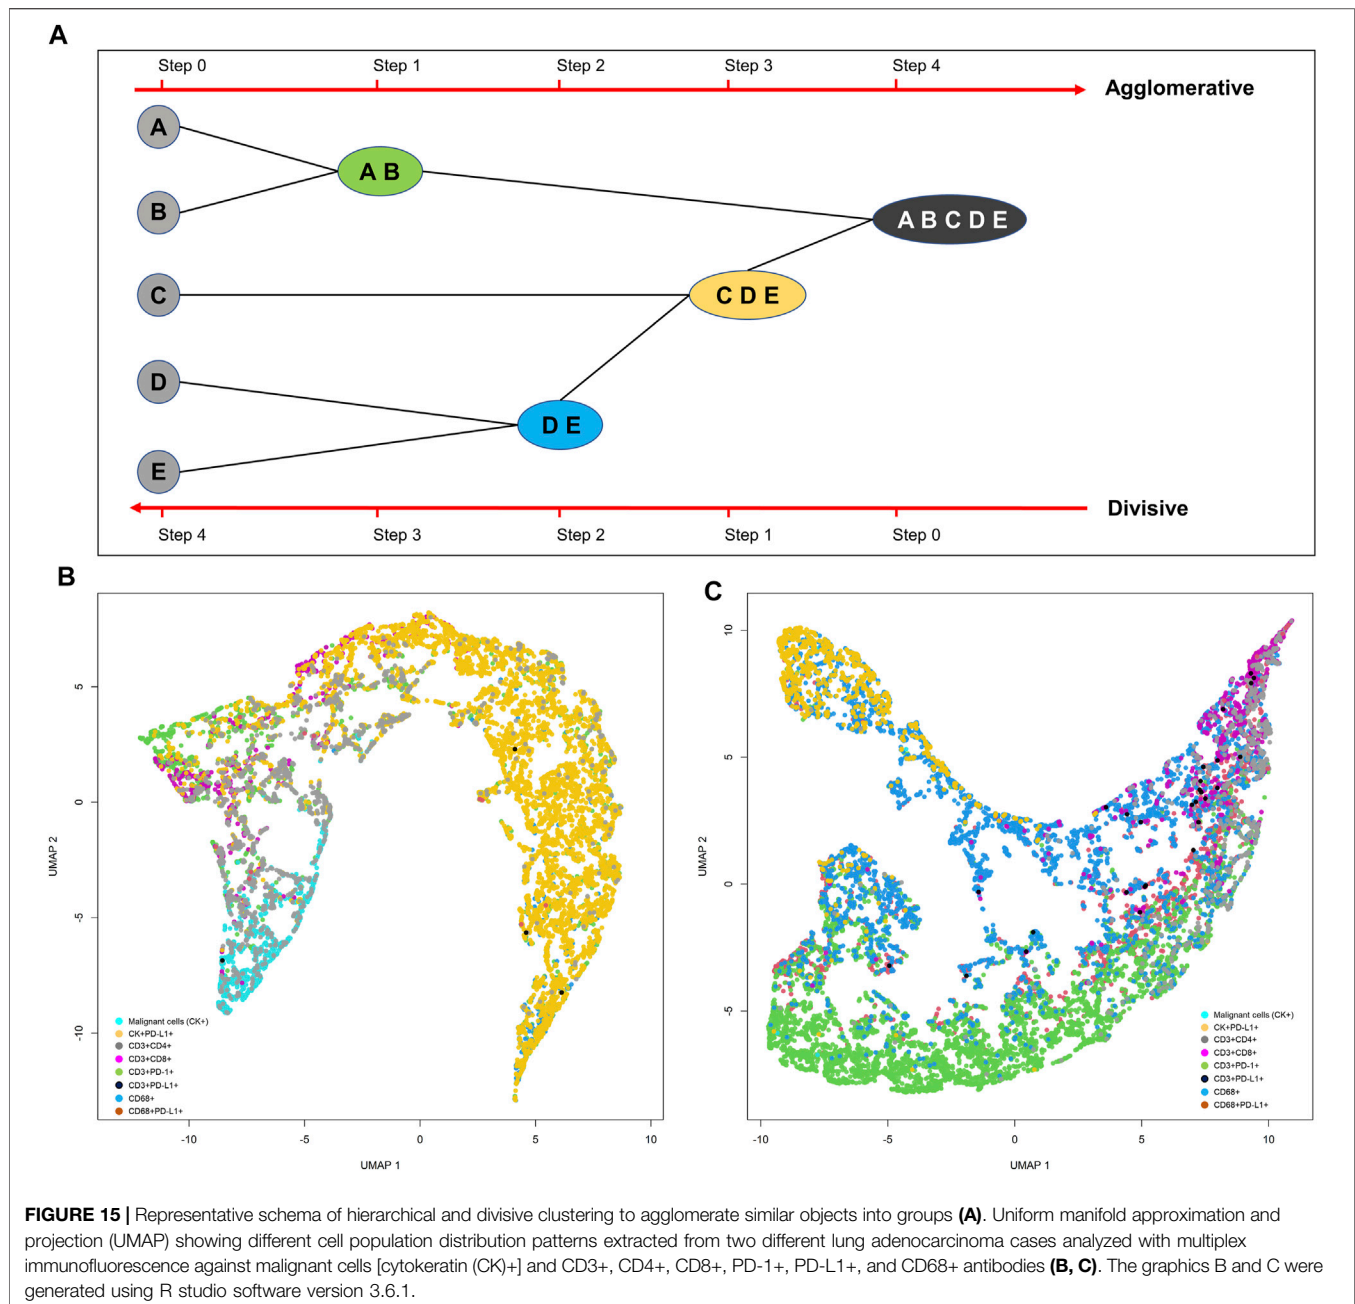 A
Step 0 Step 1 Step 2 Step 3 Step 4
Agglomerative
A
A B
B
A B C D E
C
C D E
D
D E
E
Divisive
Step 4 Step 3 Step 2 Step 1 Step 0
B
5
0
-5
-10
UMAP 2
Malignant cells (CK+)
CK+PD-L1+
CD3+CD4+
CD3+CD8+
CD3+PD-1+
CD3+PD-L1+
CD68+
CD68+PD-L1+
-10 -5 0 5 10
UMAP 1
C
10
5
0
-5
UMAP 2
Malignant cells (CK+)
CK+PD-L1+
CD3+CD4+
CD3+CD8+
CD3+PD-1+
CD3+PD-L1+
CD68+
CD68+PD-L1+
-10 -5 0 5 10
UMAP 1
FIGURE 15 | Representative schema of hierarchical and divisive clustering to agglomerate similar objects into groups (A). Uniform manifold approximation and
projection (UMAP) showing different cell population distribution patterns extracted from two different lung adenocarcinoma cases analyzed with multiplex
immunofluorescence against malignant cells [cytokeratin (CK)+] and CD3+, CD4+, CD8+, PD-1+, PD-L1+, and CD68+ antibodies (B, C). The graphics B and C were
generated using R studio software version 3.6.1.